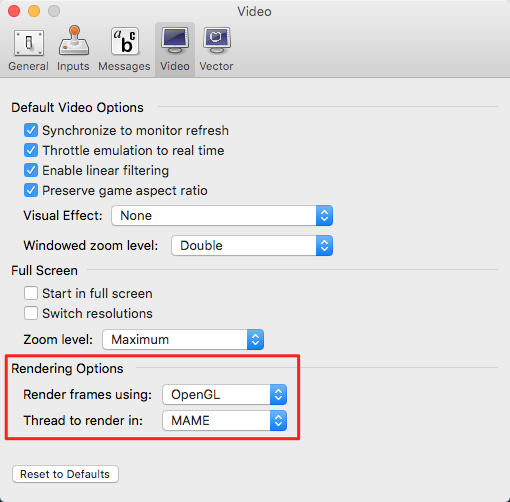 Video
General Inputs Messages Video Vector
Default Video Options
Synchronize to monitor refresh
Throttle emulation to real time
Enable linear filtering
Preserve game aspect ratio
Visual Effect: None
Windowed zoom level: Double
Full Screen
Start in full screen
Switch resolutions
Zoom level: Maximum
Rendering Options
Render frames using: OpenGL
Thread to render in: MAME
Reset to Defaults